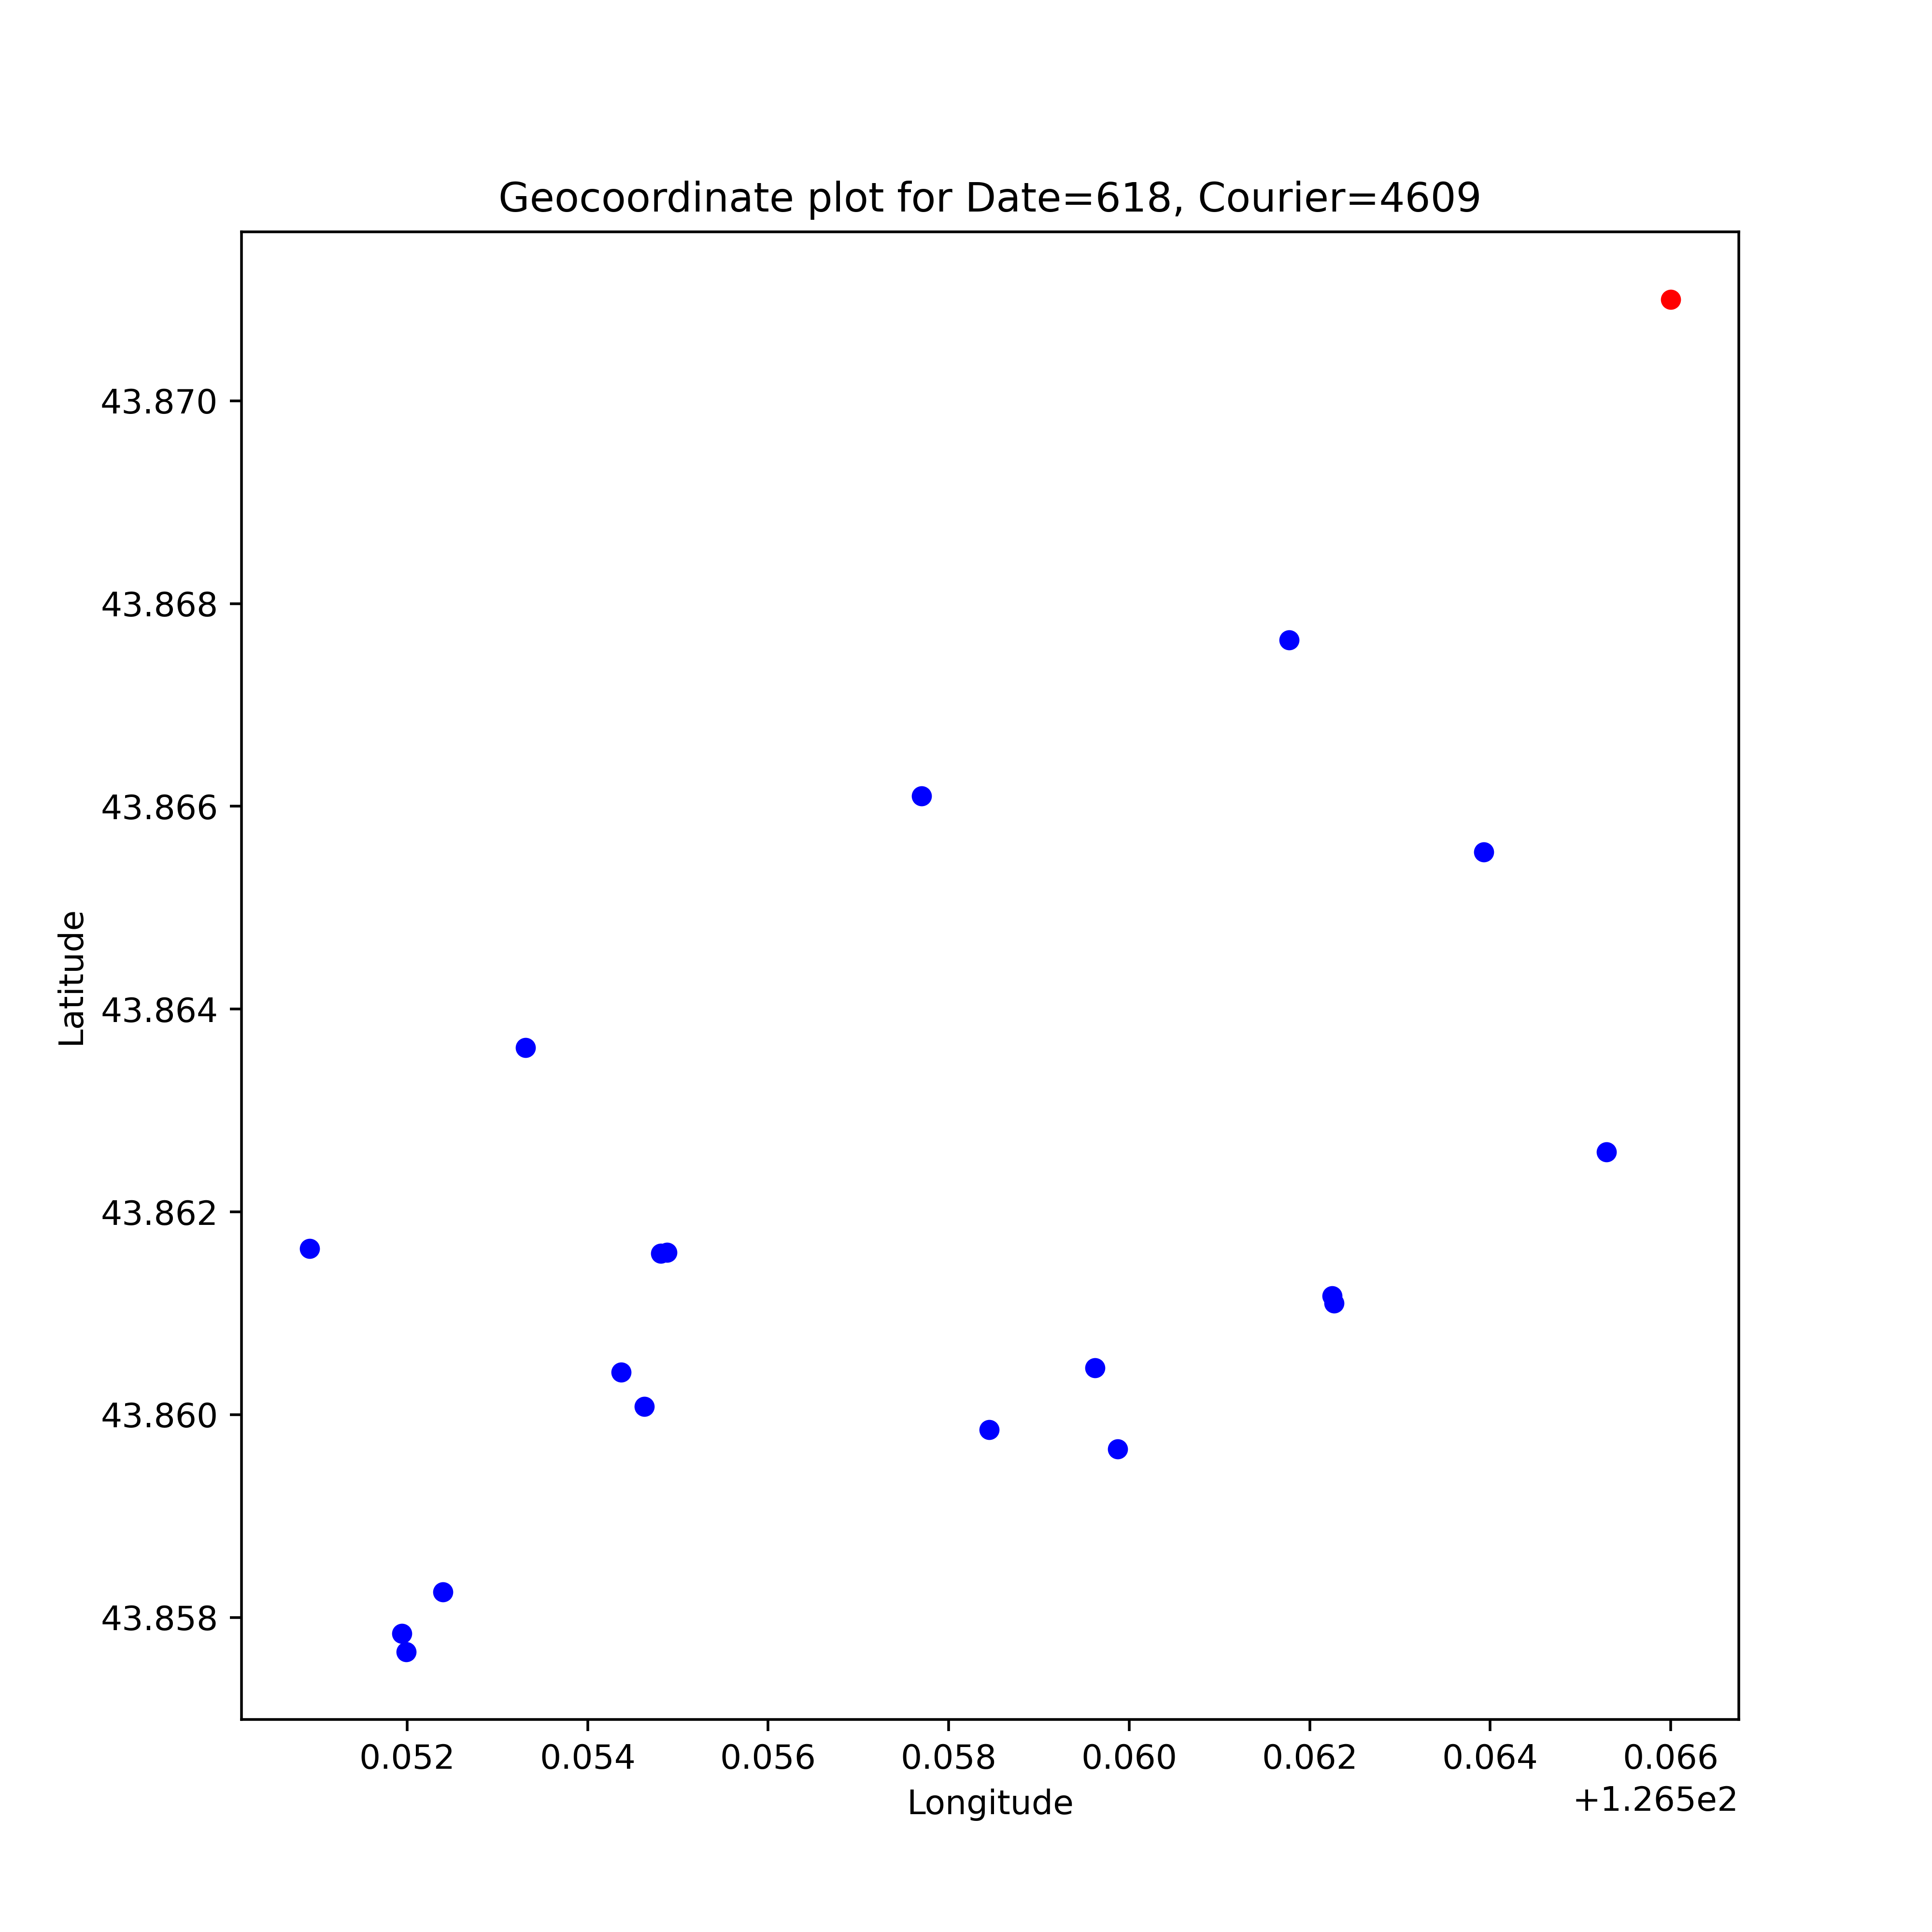 Geocoordinate plot for Date=618, Courier=4609
43.870
43.868
43.866
43.864
43.862
43.860
43.858
Latitude
0.052 0.054 0.056 0.058 0.060 0.062 0.064 0.066
+1.265e2
Longitude